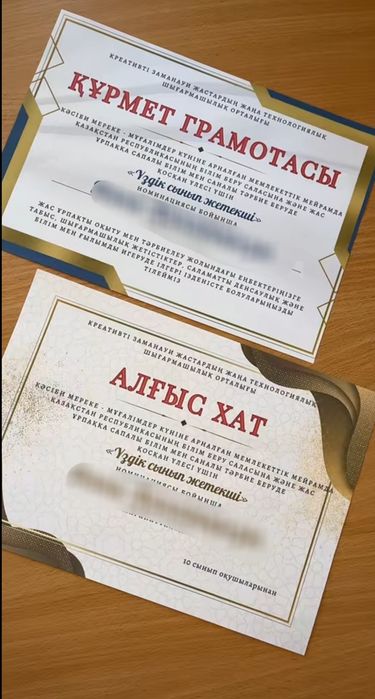 КРЕАТИВТІ ЗАМАНАУИ ЖАСТАРДЫҢ ЖАҢА ТЕХНОЛОГИЯЛЫҚ
ШЫҒАРМАШЫЛЫҚ ОРТАЛЫҒЫ
ҚҰРМЕТ ГРАМОТАСЫ
КӘСІБИ МЕРЕКЕ - МҰҒАЛІМДЕР КҮНІНЕ АРНАЛҒАН МЕМЛЕКЕТТІК МЕЙРАМДА
ҚАЗАҚСТАН РЕСПУБЛИКАСЫНЫҢ БІЛІМ БЕРУ САЛАСЫНА ЖӘНЕ ЖАС
ҰРПАҚҚА САПАЛЫ БІЛІМ МЕН САНАЛЫ ТӘРБИЕ БЕРУДЕ
ҚОСҚАН ҮЛЕСІ ҮШІН
«Үздік сынып жетекші»
НОМИНАЦИЯСЫ БОЙЫНША
ЖАС ҰРПАҚТЫ ОҚЫТУ МЕН ТӘРБИЕЛЕУ ЖОЛЫНДАҒЫ ЕҢБЕКТЕРІҢІЗГЕ
ТАБЫС, ШЫҒАРМАШЫЛЫҚ ЖЕТІСТІКТЕР, САЛАМАТТЫ ДЕНСАУЛЫҚ ЖӘНЕ
БІЛІМ МЕН ҒЫЛЫМДЫ ИГЕРУДЕ ІЛГЕРІ ІЗДЕНІСТЕ БОЛУЛАРЫҢЫЗДЫ
ТІЛЕЙМІЗ
КРЕАТИВТІ ЗАМАНАУИ ЖАСТАРДЫҢ ЖАҢА ТЕХНОЛОГИЯЛЫҚ
ШЫҒАРМАШЫЛЫҚ ОРТАЛЫҒЫ
АЛҒЫС ХАТ
КӘСІБИ МЕРЕКЕ - МҰҒАЛІМДЕР КҮНІНЕ АРНАЛҒАН МЕМЛЕКЕТТІК МЕЙРАМДА
ҚАЗАҚСТАН РЕСПУБЛИКАСЫНЫҢ БІЛІМ БЕРУ САЛАСЫНА ЖӘНЕ ЖАС
ҰРПАҚҚА САПАЛЫ БІЛІМ МЕН САНАЛЫ ТӘРБИЕ БЕРУДЕ
ҚОСҚАН ҮЛЕСІ ҮШІН
«Үздік сынып жетекші»
НОМИНАЦИЯСЫ БОЙЫНША
10 сынып оқушыларынан